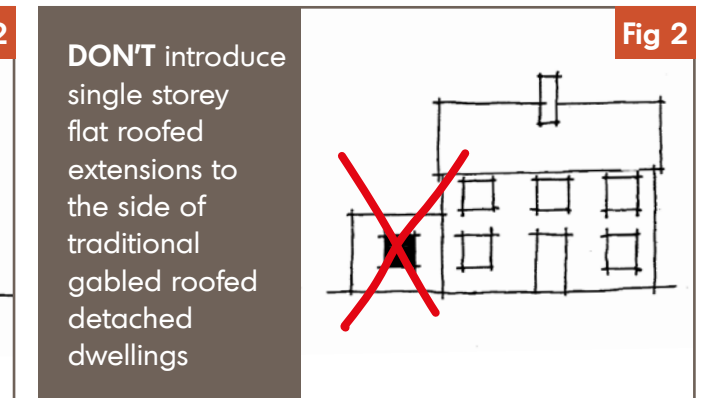 2
DON'T introduce
single storey
flat roofed
extensions to
the side of
traditional
gabled roofed
detached
dwellings
Fig 2